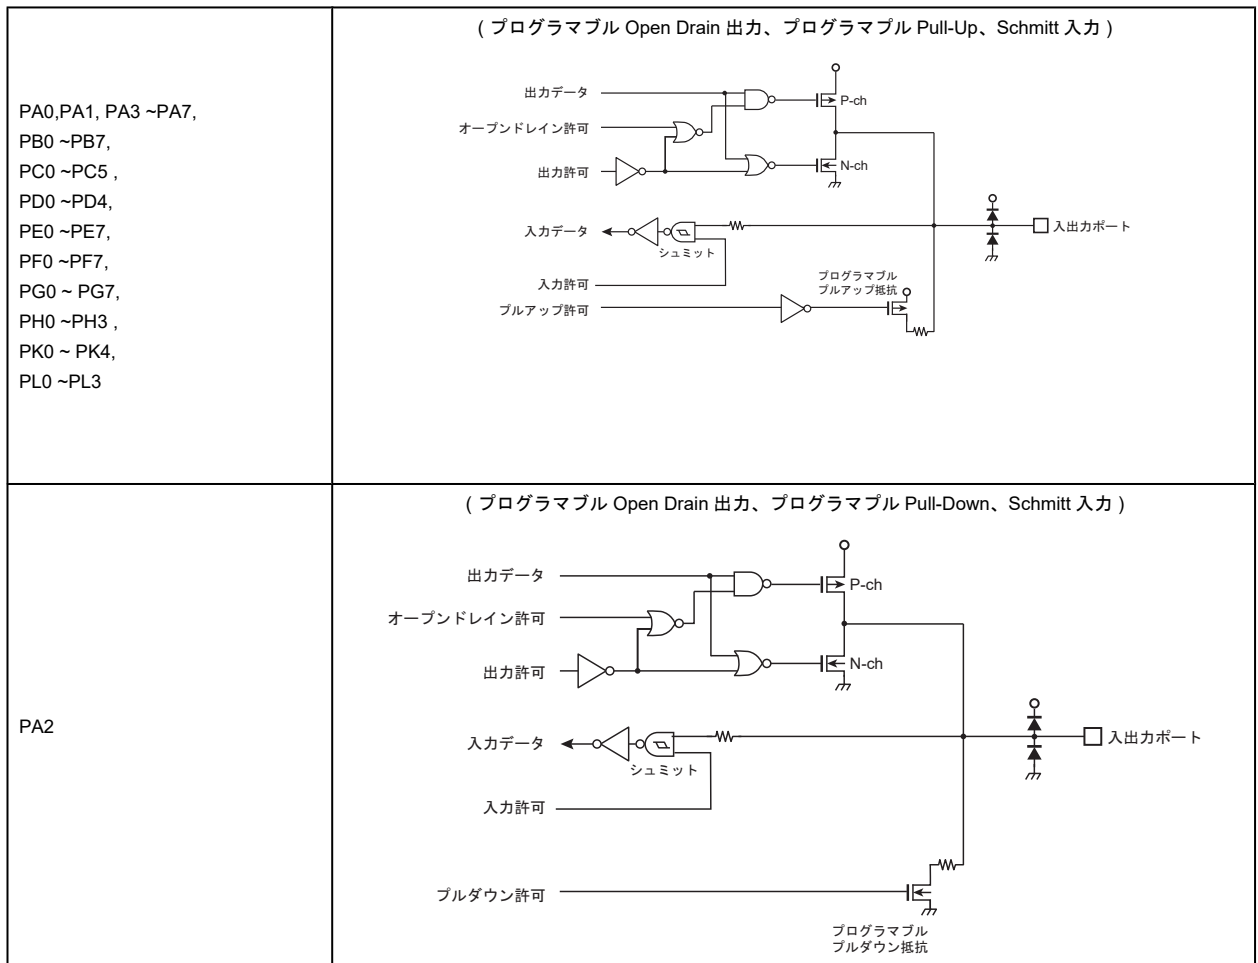 PA0,PA1, PA3 ~PA7,
PB0 ~PB7,
PC0 ~PC5 ,
PD0 ~PD4,
PE0 ~PE7,
PF0 ~PF7,
PG0 ~ PG7,
PH0 ~PH3 ,
PK0 ~ PK4,
PL0 ~PL3
( プログラマブル Open Drain 出力、プログラマブル Pull-Up、Schmitt 入力 )
出力データ
P-ch
オープンドレイン許可
出力許可
N-ch
入力データ
シュミット
入出力ポート
入力許可
プログラマブル
プルアップ抵抗
プルアップ許可
PA2
( プログラマブル Open Drain 出力、プログラマブル Pull-Down、Schmitt 入力 )
出力データ
P-ch
オープンドレイン許可
出力許可
N-ch
入力データ
シュミット
入出力ポート
入力許可
プルダウン許可
プログラマブル
プルダウン抵抗